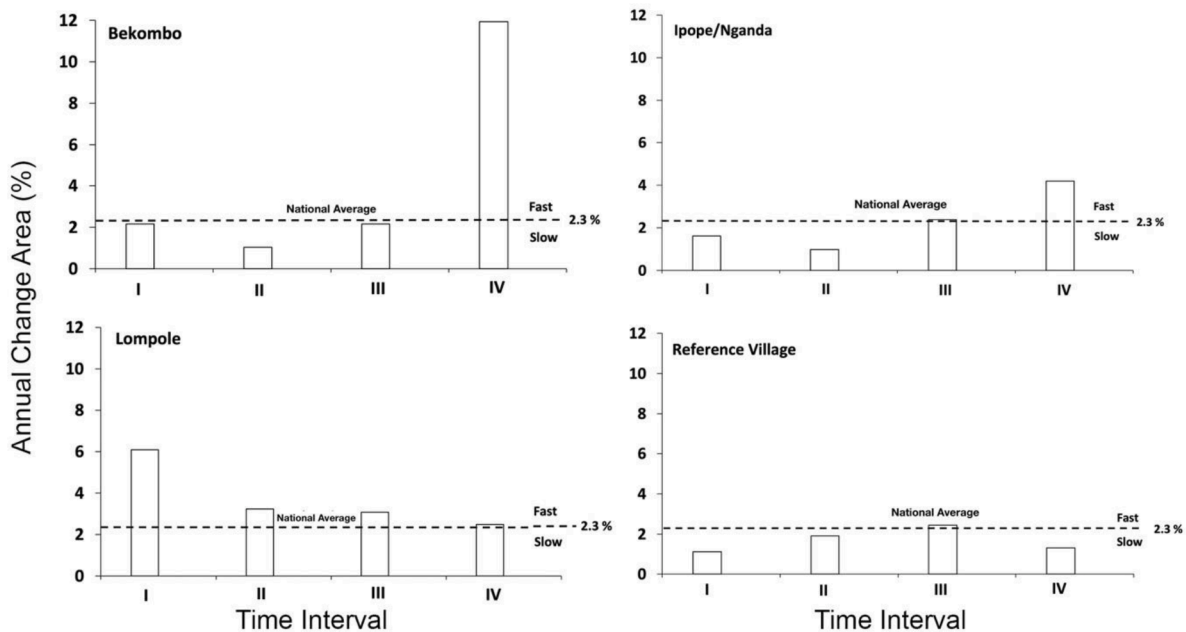 Annual Change Area (%)
Bekombo
12
10
8
6
4
2
0
National Average
Fast
2.3 %
Slow
I II III IV
Ipope/Nganda
12
10
8
6
4
2
0
National Average
Fast
2.3 %
Slow
I II III IV
Lompole
12
10
8
6
4
2
0
National Average
Fast
2.3 %
Slow
I II III IV
Time Interval
Reference Village
12
10
8
6
4
2
0
National Average
Fast
2.3 %
Slow
I II III IV
Time Interval